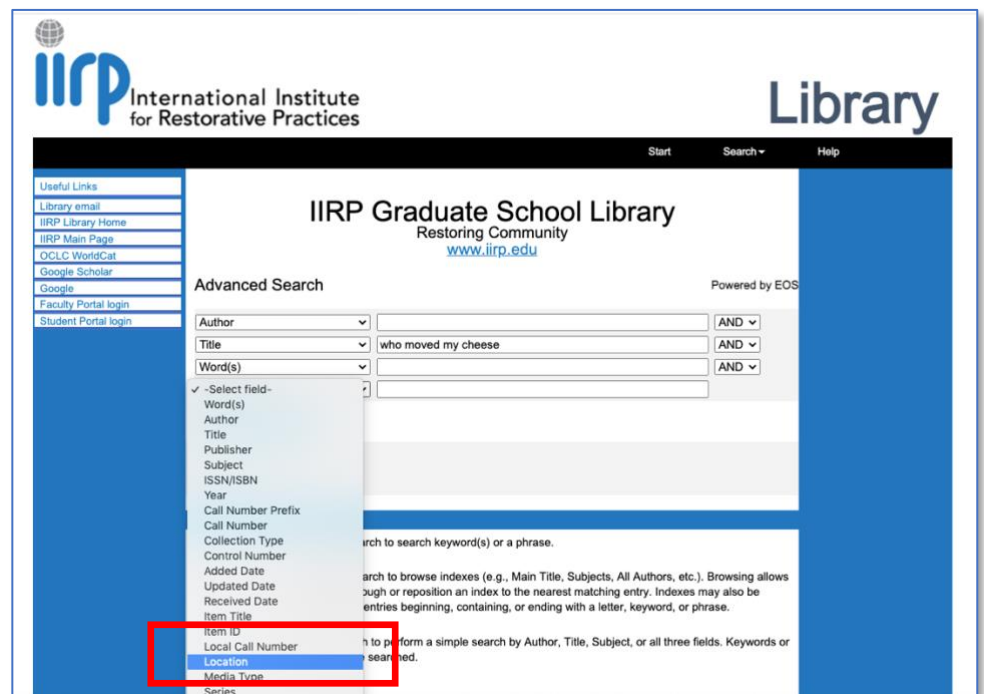 iirp International Institute
for Restorative Practices
Library
Start Search Help
Useful Links
Library email
IIRP Library Home
IIRP Main Page
OCLC WorldCat
Google Scholar
Google
Faculty Portal login
Student Portal login
IIRP Graduate School Library
Restoring Community
www.iirp.edu
Advanced Search Powered by EOS
Author AND
Title who moved my cheese AND
Word(s) AND
-Select field-
Word(s)
Author
Title
Publisher
Subject
ISSN/ISBN
Year
Call Number Prefix
Call Number
Collection Type
Control Number
Added Date
Updated Date
Received Date
Item Title
Item ID
Local Call Number
Location
Media Type
Series
to search keyword(s) or a phrase.
to browse indexes (e.g., Main Title, Subjects, All Authors, etc.). Browsing allows
or reposition an index to the nearest matching entry. Indexes may also be
entries beginning, containing, or ending with a letter, keyword, or phrase.
to perform a simple search by Author, Title, Subject, or all three fields. Keywords or
searched.